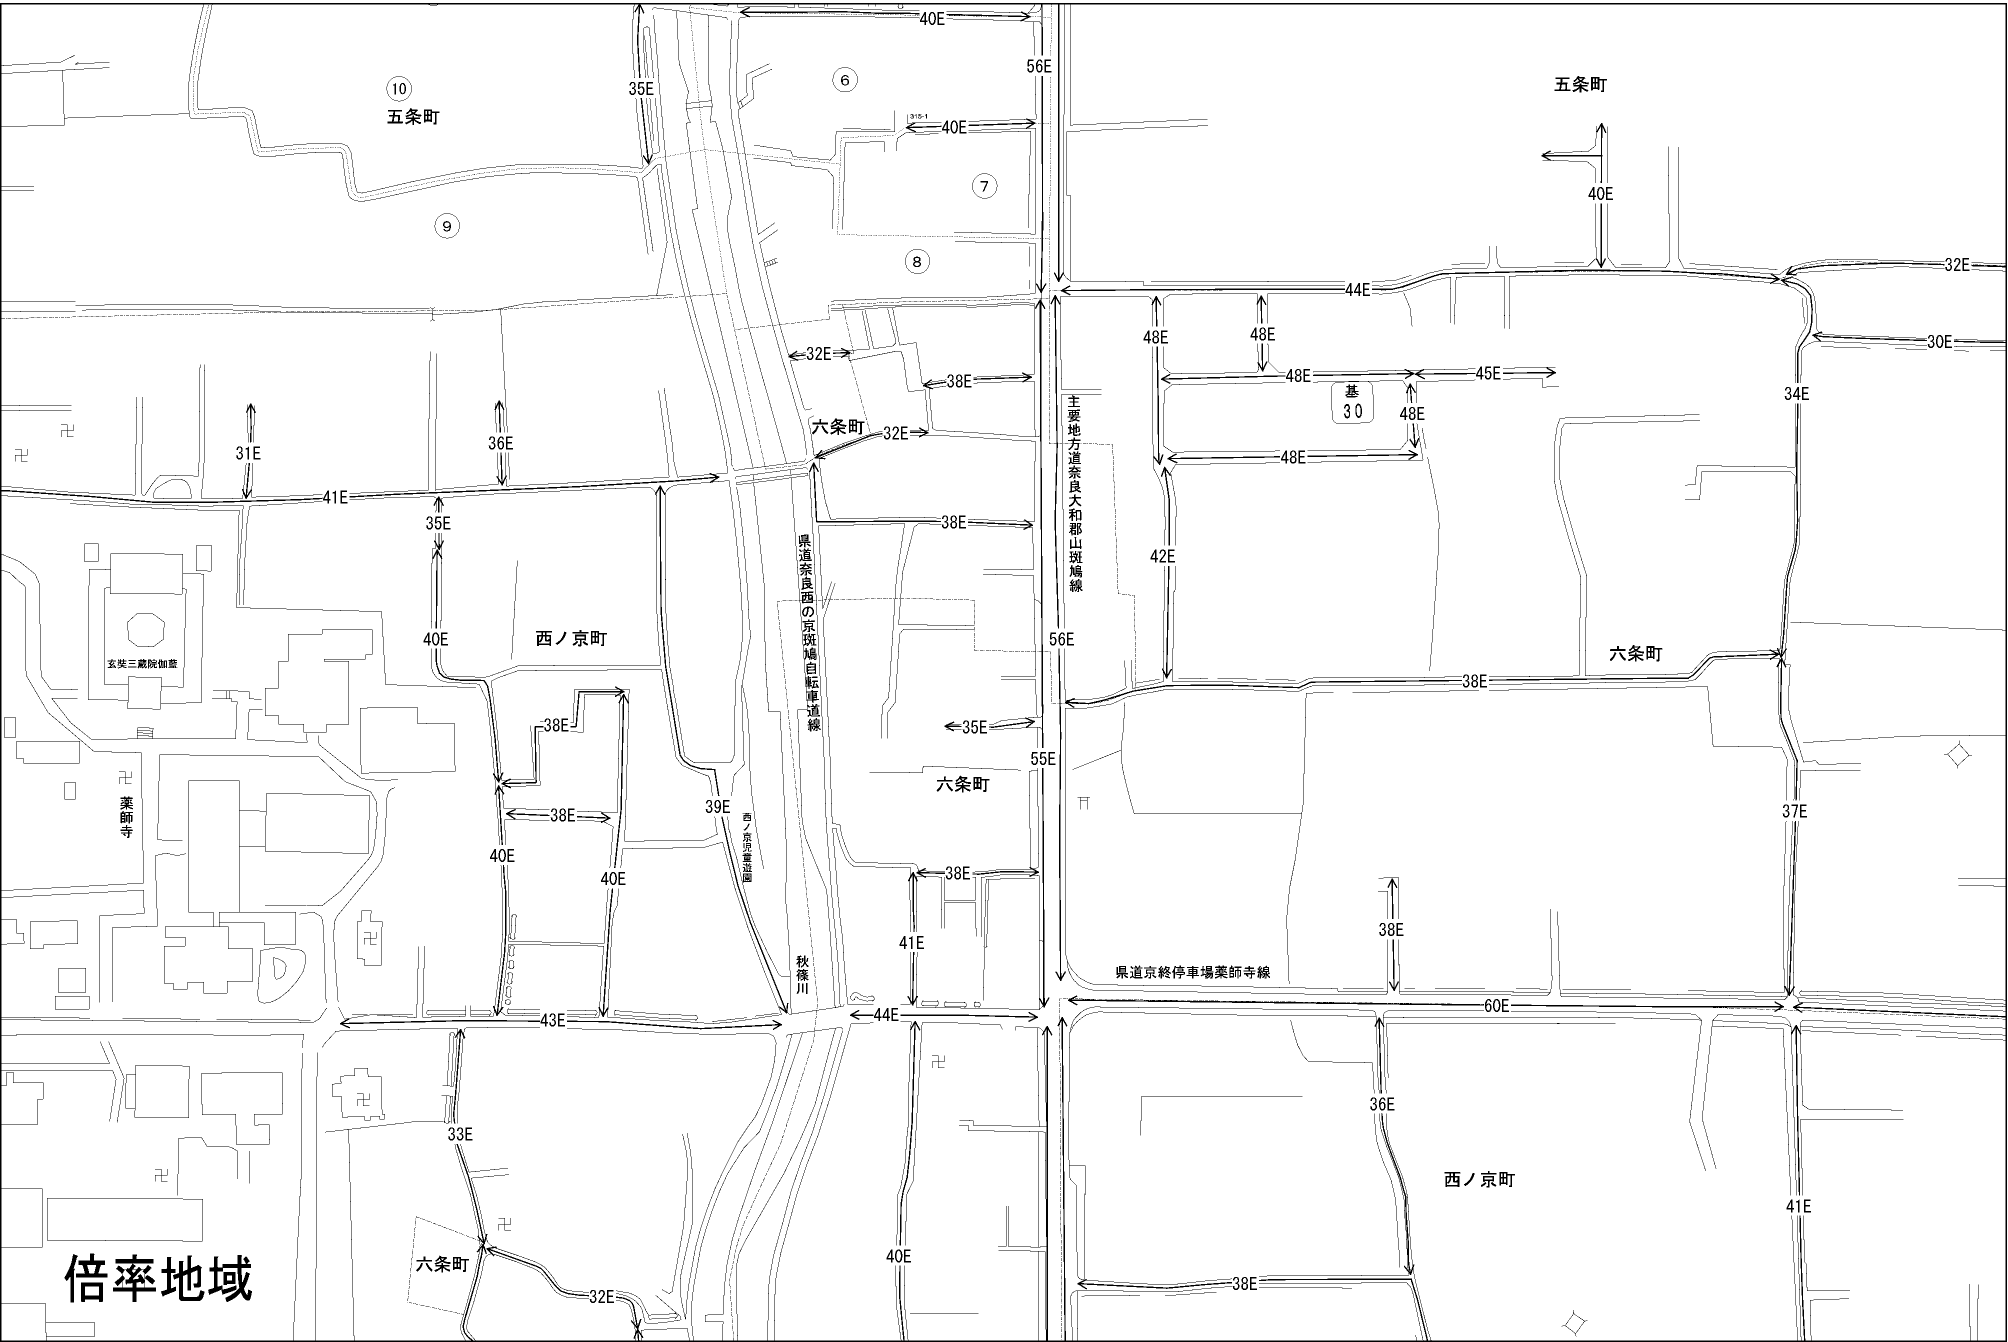 40E
56E
35E
⑥
⑩
五条町
五条町
315-1
40E
⑦
40E
⑨
⑧
32E
44E
48E
48E
30E
32E
38E
48E
45E
基
30
34E
48E
六条町
32E
主要地方道奈良大和郡山斑鳩線
31E
36E
48E
41E
35E
38E
県道奈良西の京斑鳩自転車道線
42E
40E
西ノ京町
56E
玄奘三蔵院伽藍
六条町
38E
38E
35E
55E
六条町
薬師寺
39E
38E
西ノ京児童遊園
37E
40E
40E
38E
41E
38E
秋篠川
県道京終停車場薬師寺線
43E
44E
60E
33E
36E
西ノ京町
41E
六条町
40E
倍率地域
32E
38E